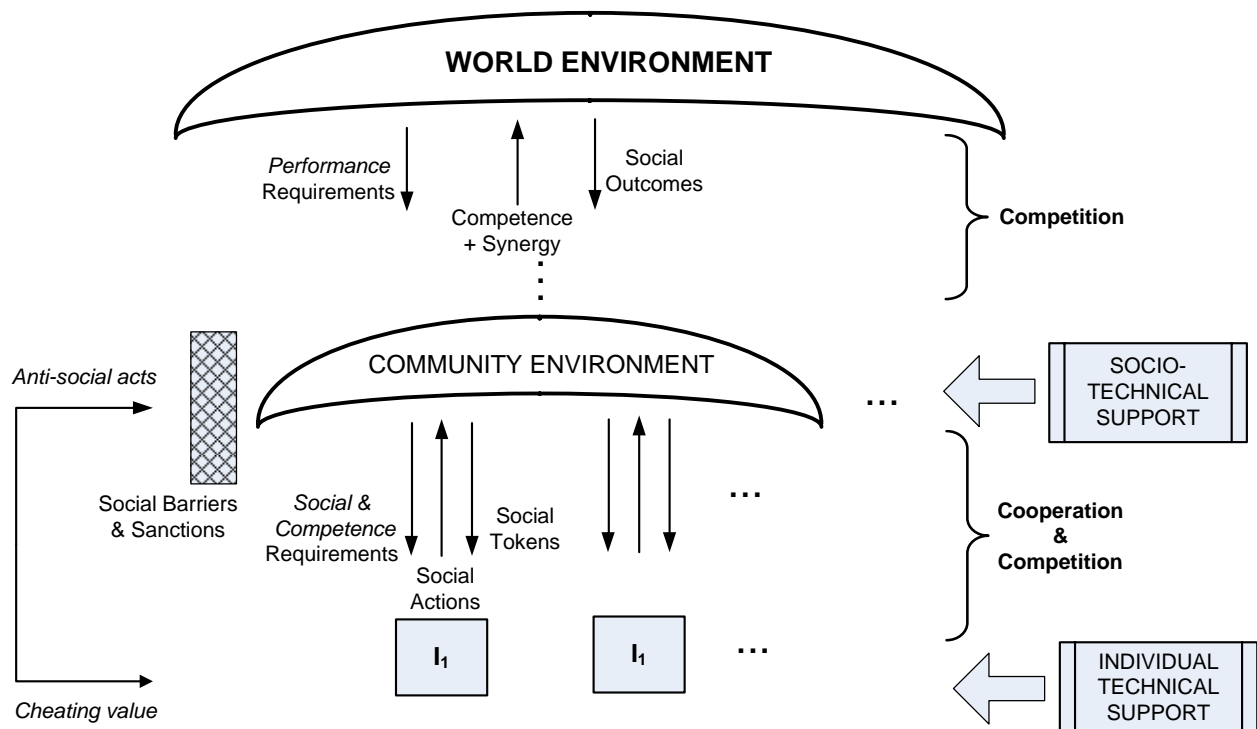 WORLD ENVIRONMENT
Performance
Requirements
Social
Outcomes
Competence
+ Synergy
Competition
COMMUNITY ENVIRONMENT
...
SOCIO-
TECHNICAL
SUPPORT
Anti-social acts
Social Barriers
& Sanctions
Social &
Competence
Requirements
Social
Tokens
...
Cooperation
&
Competition
Social
Actions
I₁
I₁
...
INDIVIDUAL
TECHNICAL
SUPPORT
Cheating value